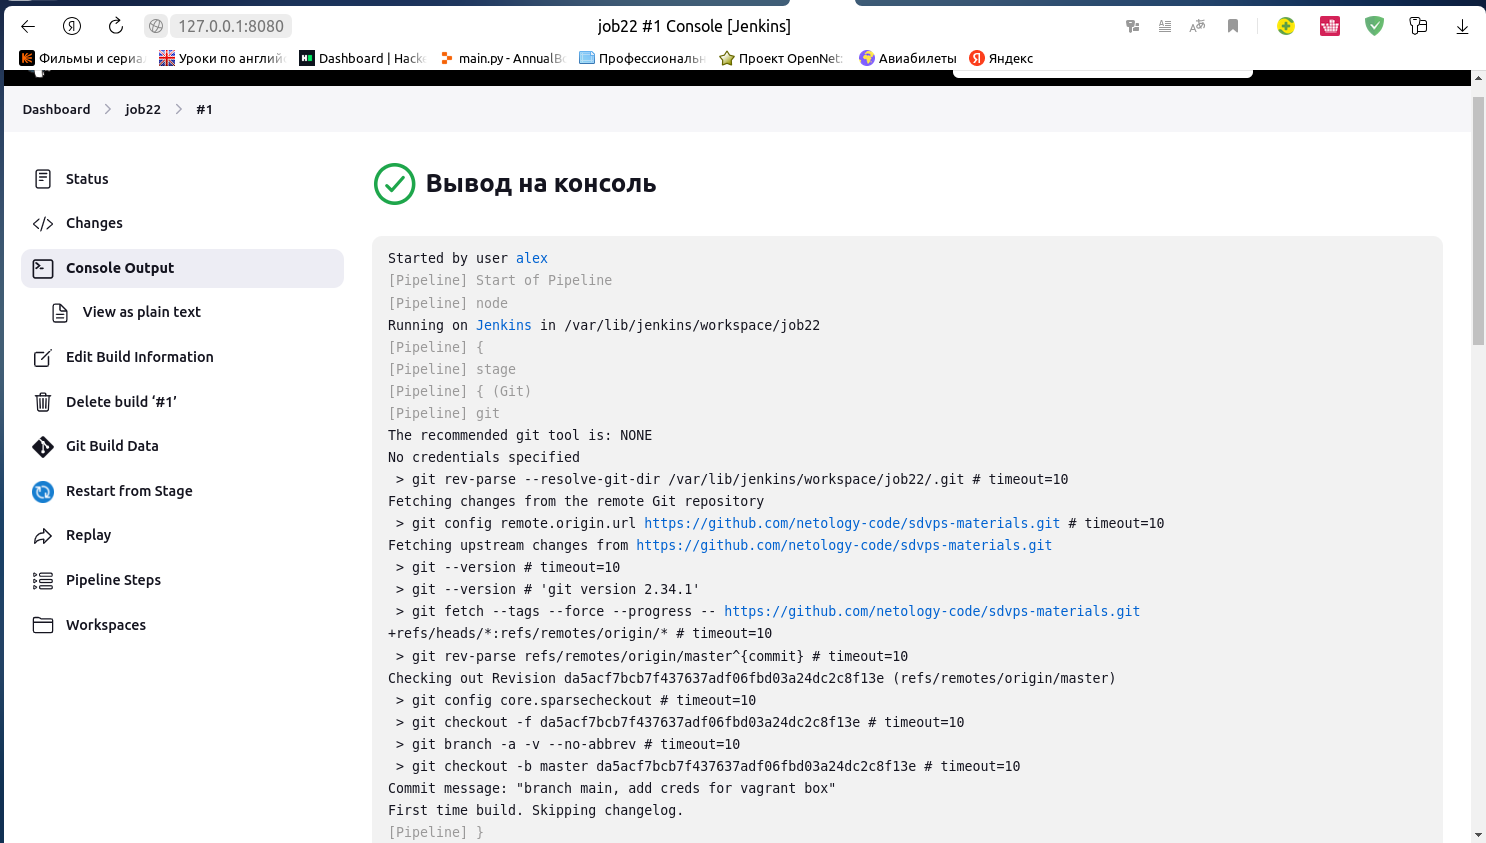 127.0.0.1:8080
job22 #1 Console [Jenkins]
Фильмы и сериа
Уроки по англий
Dashboard | Hack
main.py - AnnualB
Профессиональн
Проект OpenNet
Авиабилеты
Яндекс
Dashboard
job22
#1
Status
Changes
Console Output
View as plain text
Edit Build Information
Delete build ‘#1’
Git Build Data
Restart from Stage
Replay
Pipeline Steps
Workspaces
Вывод на консоль
Started by user alex
[Pipeline] Start of Pipeline
[Pipeline] node
Running on Jenkins in /var/lib/jenkins/workspace/job22
[Pipeline] {
[Pipeline] stage
[Pipeline] { (Git)
[Pipeline] git
The recommended git tool is: NONE
No credentials specified
> git rev-parse --resolve-git-dir /var/lib/jenkins/workspace/job22/.git # timeout=10
Fetching changes from the remote Git repository
> git config remote.origin.url https://github.com/netology-code/sdvps-materials.git # timeout=10
Fetching upstream changes from https://github.com/netology-code/sdvps-materials.git
> git --version # timeout=10
> git --version # 'git version 2.34.1'
> git fetch --tags --force --progress -- https://github.com/netology-code/sdvps-materials.git
+refs/heads/*:refs/remotes/origin/* # timeout=10
> git rev-parse refs/remotes/origin/master^{commit} # timeout=10
Checking out Revision da5acf7bcb7f437637adf06fbd03a24dc2c8f13e (refs/remotes/origin/master)
> git config core.sparsecheckout # timeout=10
> git checkout -f da5acf7bcb7f437637adf06fbd03a24dc2c8f13e # timeout=10
> git branch -a -v --no-abbrev # timeout=10
> git checkout -b master da5acf7bcb7f437637adf06fbd03a24dc2c8f13e # timeout=10
Commit message: "branch main, add creds for vagrant box"
First time build. Skipping changelog.
[Pipeline] }